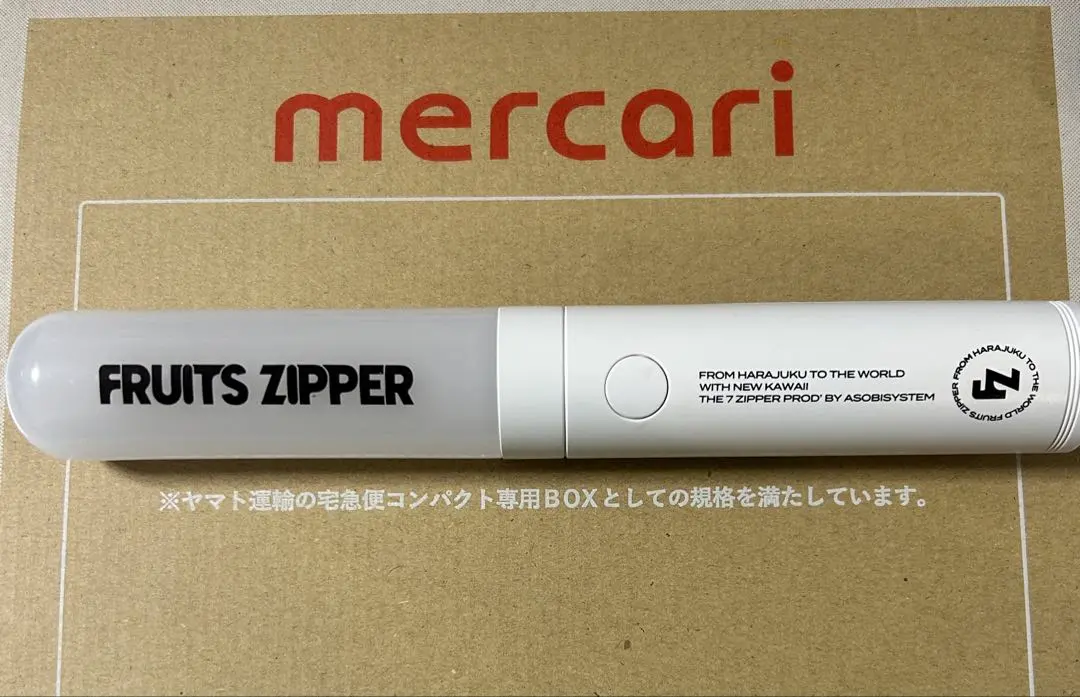 mercari
FRUITS ZIPPER
FROM HARAJUKU TO THE WORLD
WITH NEW KAWAII
THE 7 ZIPPER PROD' BY ASOBISYSTEM
FROM HARAJUKU TO THE WORLD FRUITS ZIPPER
※ヤマト運輸の宅急便コンパクト専用BOXとしての規格を満たしています。